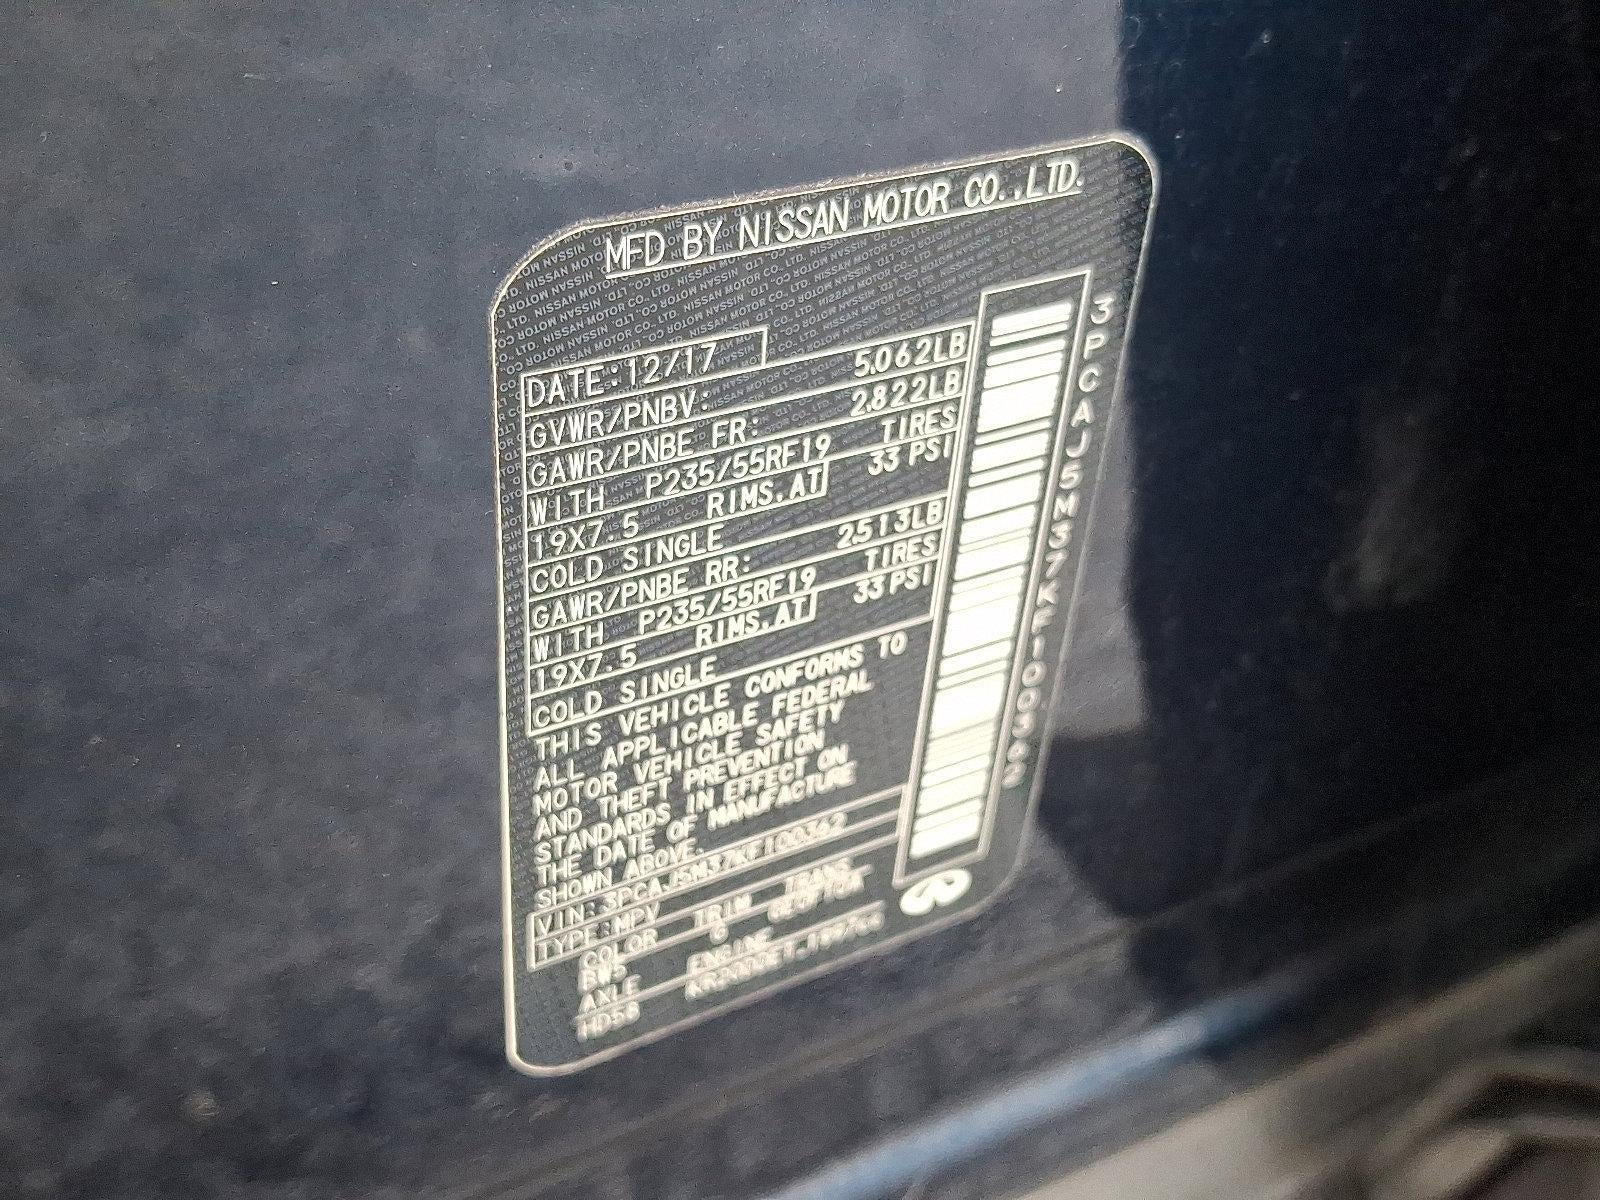 MFD BY NISSAN MOTOR CO.,LTD.
DATE:12/17
GVWR/PNBV: 5,062LB
GAWR/PNBE FR: 2,822LB
WITH P235/55RF19 TIRES
19X7.5 RIMS,AT 33 PSI
COLD SINGLE
GAWR/PNBE RR: 2,513LB
WITH P235/55RF19 TIRES
19X7.5 RIMS,AT 33 PSI
COLD SINGLE
THIS VEHICLE CONFORMS TO
ALL APPLICABLE FEDERAL
MOTOR VEHICLE SAFETY
AND THEFT PREVENTION
STANDARDS IN EFFECT ON
THE DATE OF MANUFACTURE
SHOWN ABOVE.
VIN:3PCAJ5M37KF100362
TYPE:MPV
COLOR TRIM TRANS
BW5 G
AXLE ENGINE
HD58
3PCAJ5M37KF100362